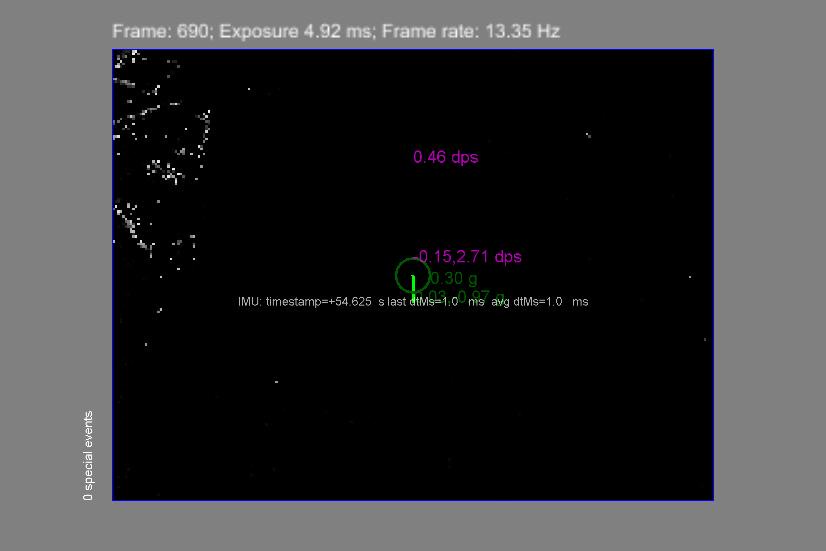 Frame: 690; Exposure 4.92 ms; Frame rate: 13.35 Hz
0.46 dps
-0.15,2.71 dps
0.30 g
0.97 g
IMU: timestamp=+54.625 s last dtMs=1.0 ms avg dtMs=1.0 ms
0 special events